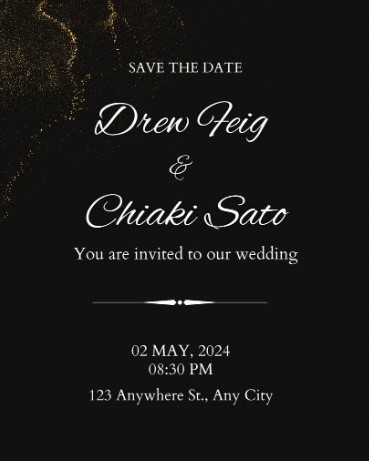 SAVE THE DATE
Drew Feig
&
Chiaki Sato
You are invited to our wedding
02 MAY, 2024
08:30 PM
123 Anywhere St., Any City